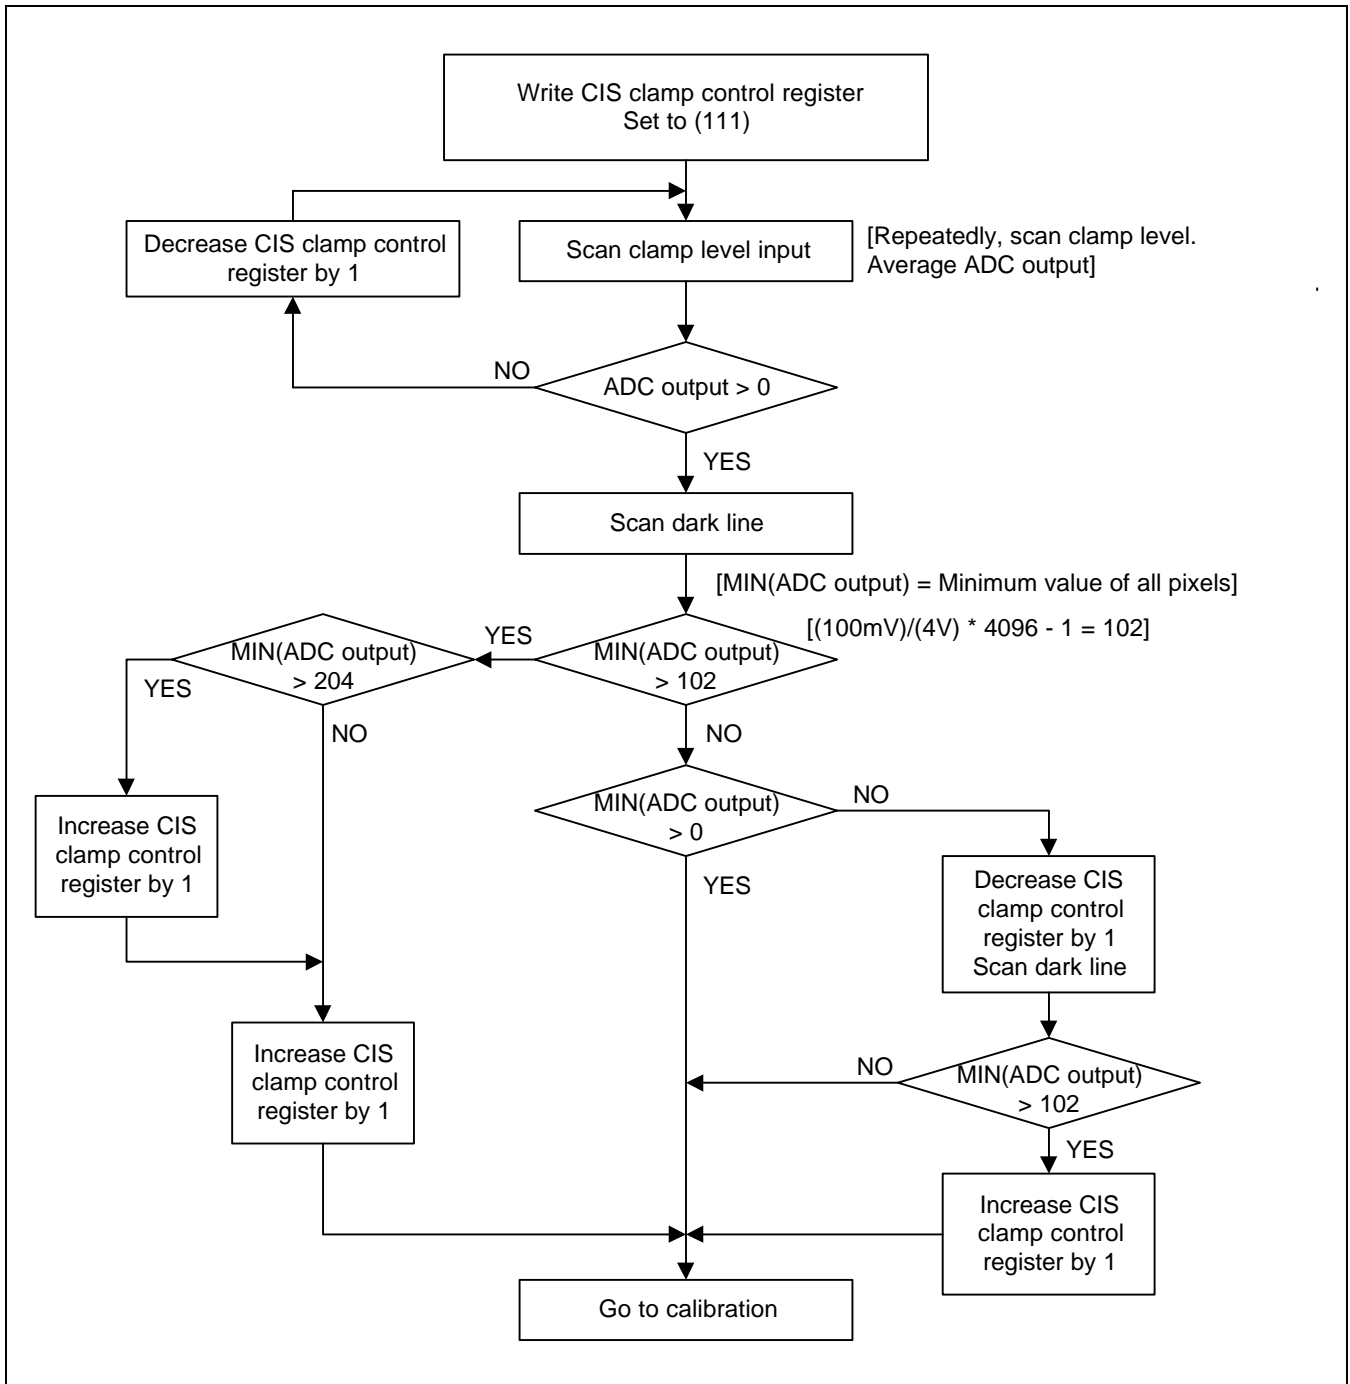 Write CIS clamp control register
Set to (111)
Decrease CIS clamp control
register by 1
Scan clamp level input
[Repeatedly, scan clamp level.
Average ADC output]
NO
ADC output > 0
YES
Scan dark line
[MIN(ADC output) = Minimum value of all pixels]
[(100mV)/(4V) * 4096 - 1 = 102]
MIN(ADC output)
> 204
YES
MIN(ADC output)
> 102
YES
NO
NO
MIN(ADC output)
> 0
NO
Increase CIS
clamp control
register by 1
YES
Decrease CIS
clamp control
register by 1
Scan dark line
Increase CIS
clamp control
register by 1
NO
MIN(ADC output)
> 102
YES
Increase CIS
clamp control
register by 1
Go to calibration